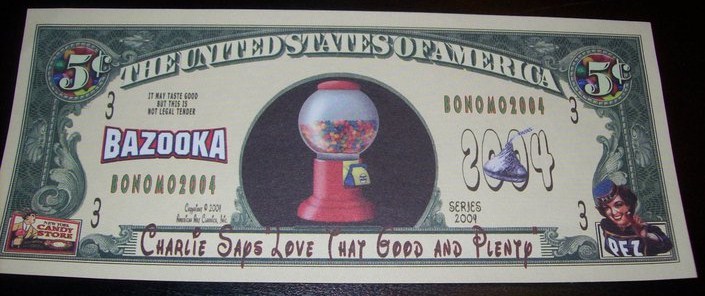 THE UNITED STATES OF AMERICA
5¢
5¢
3
IT MAY TASTE GOOD
BUT THIS IS
NOT LEGAL TENDER
BONOMO2004
3
BAZOOKA
2004
BONOMO2004
SERIES
2004
3
3
CANDY
STORE
PEZ
Charlie Says "Love That Good and Plenty"